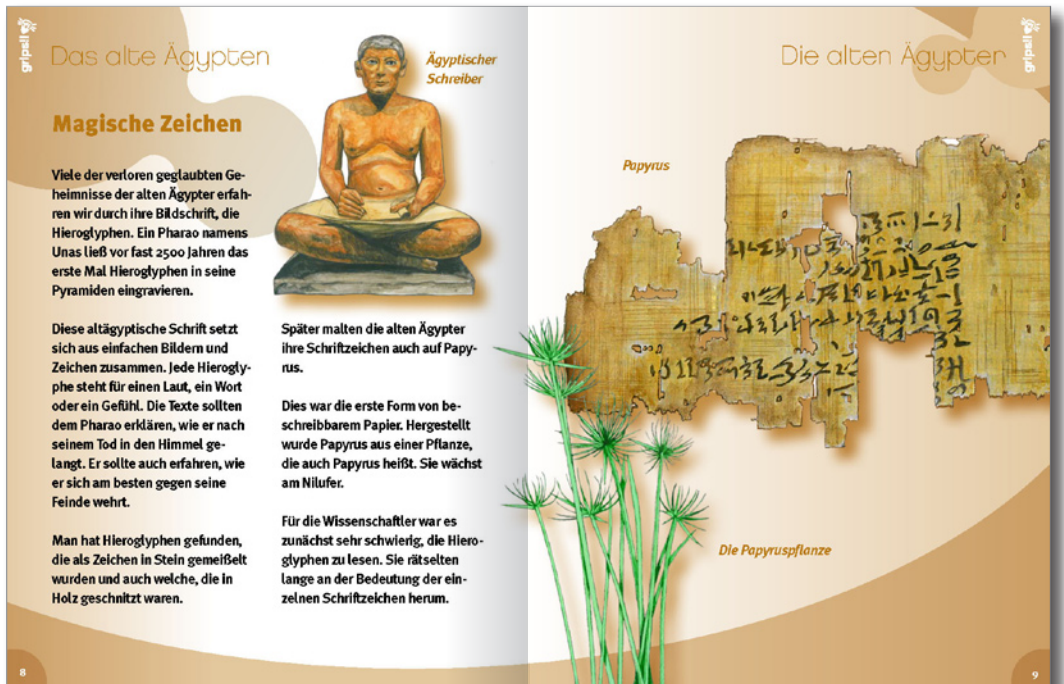 gripsi!
Das alte Ägypten
Magische Zeichen
Viele der verloren geglaubten Ge-
heimnisse der alten Ägypter erfah-
ren wir durch ihre Bildschrift, die
Hieroglyphen. Ein Pharao namens
Unas ließ vor fast 2500 Jahren das
erste Mal Hieroglyphen in seine
Pyramiden eingravieren.
Diese altägyptische Schrift setzt
sich aus einfachen Bildern und
Zeichen zusammen. Jede Hierogly-
phe steht für einen Laut, ein Wort
oder ein Gefühl. Die Texte sollten
dem Pharao erklären, wie er nach
seinem Tod in den Himmel ge-
langt. Er sollte auch erfahren, wie
er sich am besten gegen seine
Feinde wehrt.
Man hat Hieroglyphen gefunden,
die als Zeichen in Stein gemeißelt
wurden und auch welche, die in
Holz geschnitzt waren.
Ägyptischer
Schreiber
Später malten die alten Ägypter
ihre Schriftzeichen auch auf Papy-
rus.
Dies war die erste Form von be-
schreibbarem Papier. Hergestellt
wurde Papyrus aus einer Pflanze,
die auch Papyrus heißt. Sie wächst
am Nilufer.
Für die Wissenschaftler war es
zunächst sehr schwierig, die Hiero-
glyphen zu lesen. Sie rätselten
lange an der Bedeutung der ein-
zelnen Schriftzeichen herum.
8
Die alten Ägypter
gripsi!
Papyrus
Die Papyruspflanze
9